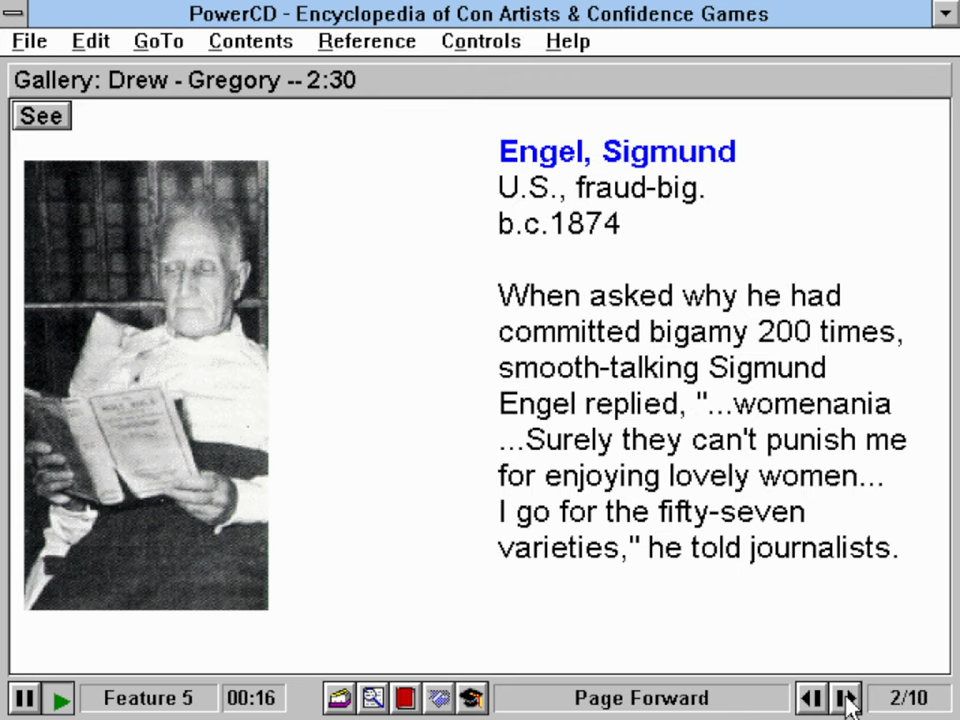 PowerCD - Encyclopedia of Con Artists & Confidence Games
File Edit GoTo Contents Reference Controls Help
Gallery: Drew - Gregory -- 2:30
See
Engel, Sigmund
U.S., fraud-big.
b.c.1874
When asked why he had
committed bigamy 200 times,
smooth-talking Sigmund
Engel replied, "...womenania
...Surely they can't punish me
for enjoying lovely women...
I go for the fifty-seven
varieties," he told journalists.
HOLY BIBLE
Feature 5 00:16 Page Forward 2/10